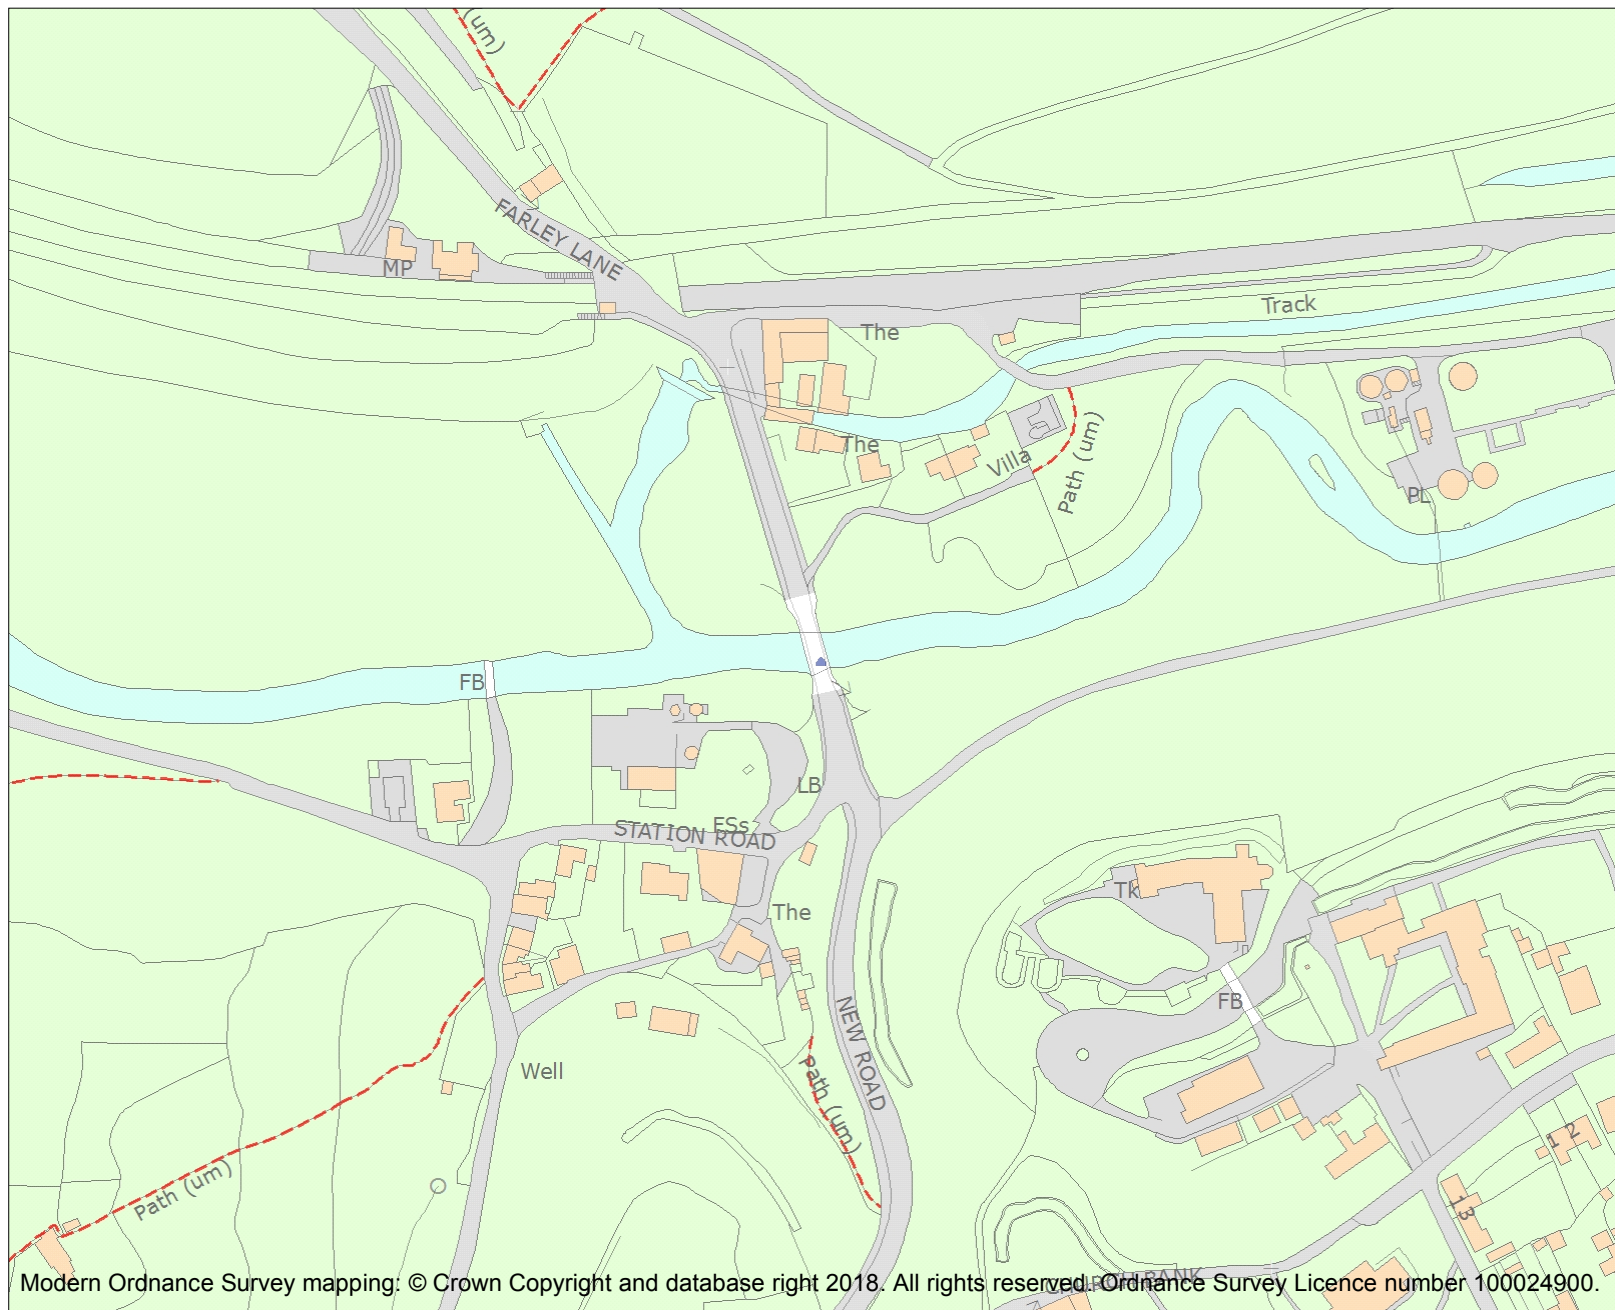 (um)
FARLEY LANE
MP
The
Track
The
Villa
Path (um)
PL
FB
LB
ESs
STATION ROAD
Tk
The
FB
NEW ROAD
Well
Path (um)
1 2
Path (um)
13
CHURCH BANK
Modern Ordnance Survey mapping: © Crown Copyright and database right 2018. All rights reserved. Ordnance Survey Licence number 100024900.